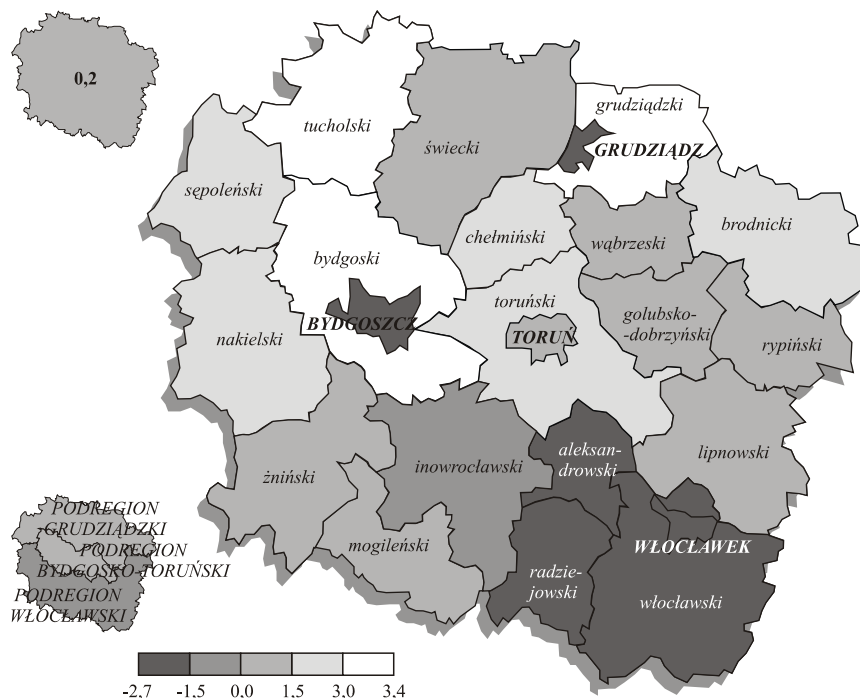 0,2
tucholski
świecki
grudziądzki
GRUDZIĄDZ
sępoleński
chełmiński
wąbrzeski
brodnicki
bydgoski
BYDGOSZCZ
toruński
TORUŃ
golubsko-
-dobrzyński
rypiński
nakielski
żniński
inowrocławski
aleksan-
drowski
lipnowski
mogileński
radzie-
jowski
WŁOCŁAWEK
włocławski
PODREGION
GRUDZIĄDZKI
PODREGION
BYDGOSKO-TORUŃSKI
PODREGION
WŁOCŁAWSKI
-2,7 -1,5 0,0 1,5 3,0 3,4